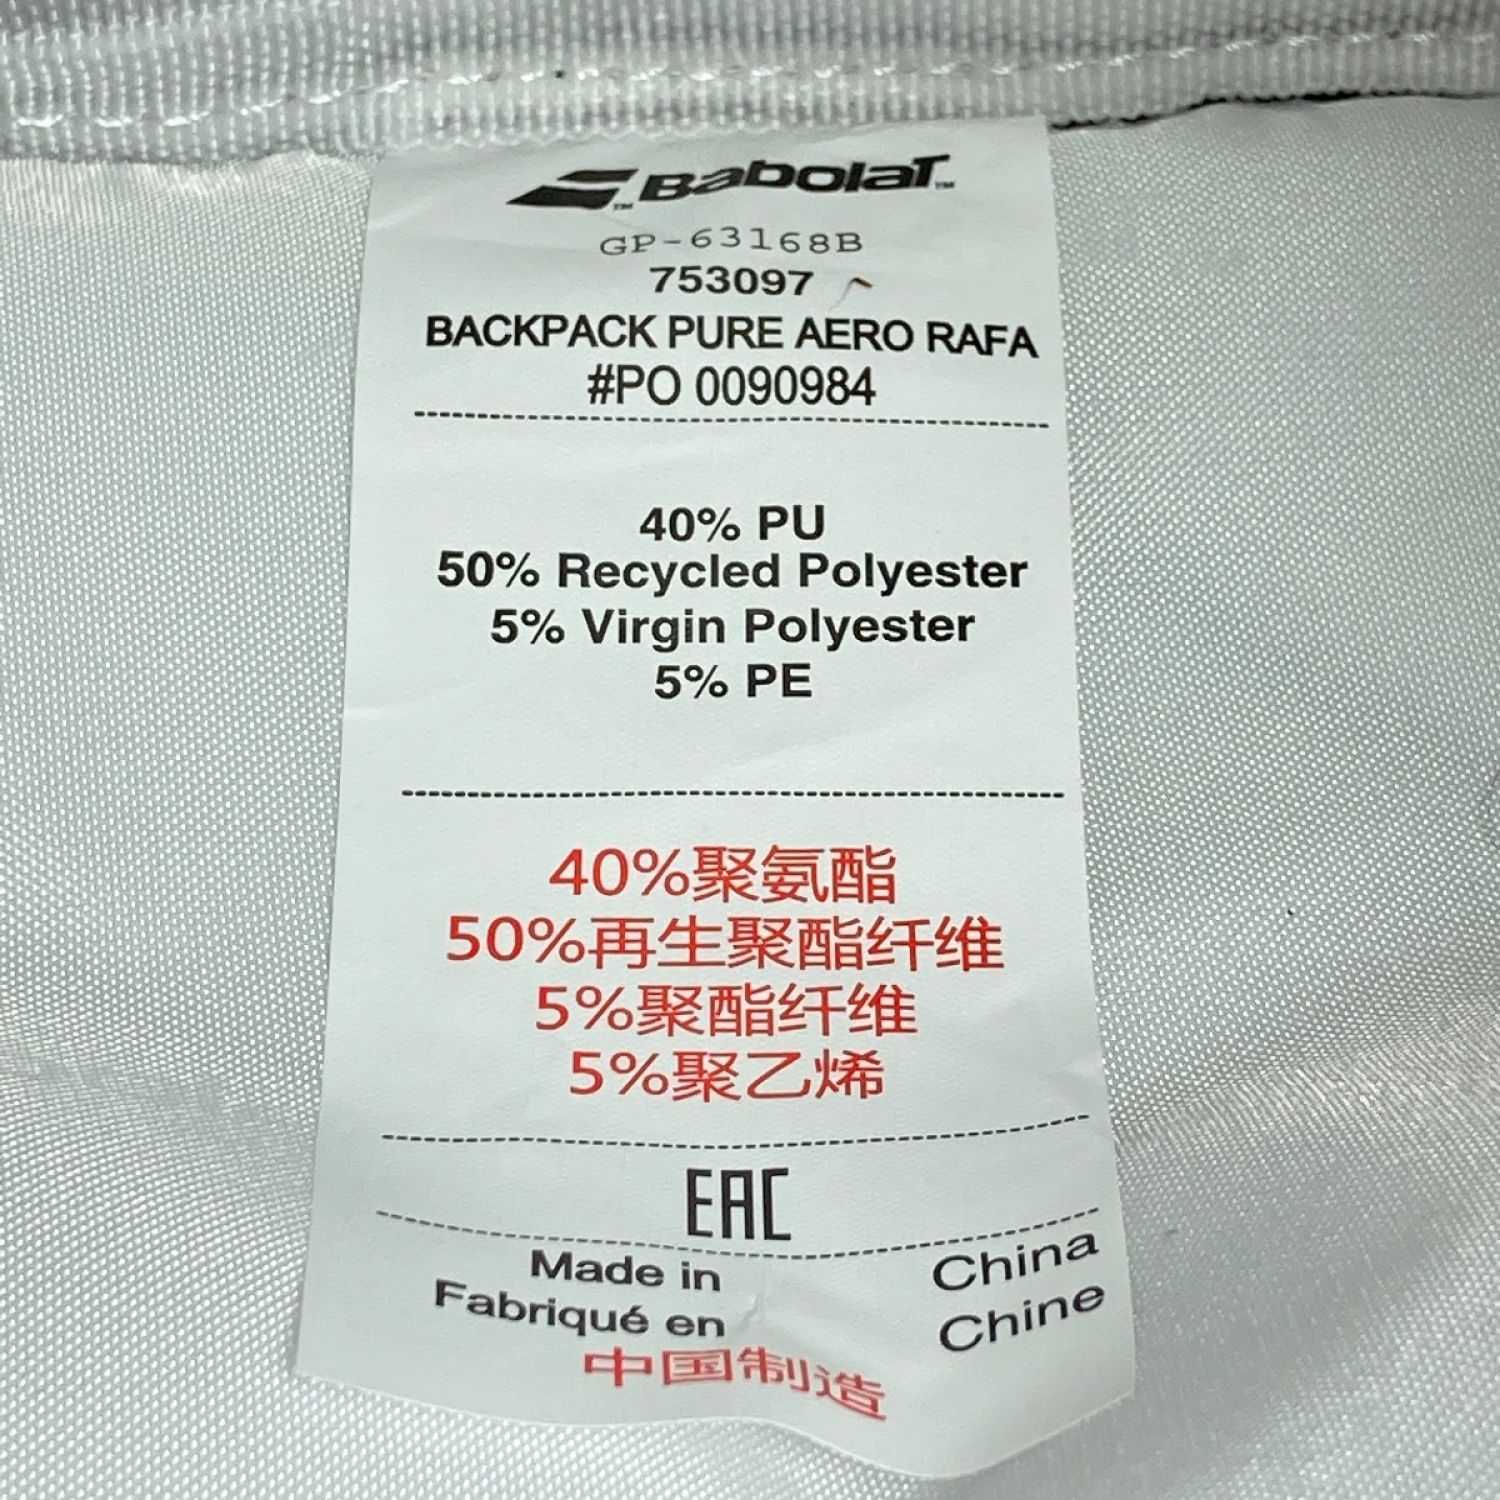 BaboLaT™
GP-63168B
753097
BACKPACK PURE AERO RAFA
#PO 0090984
40% PU
50% Recycled Polyester
5% Virgin Polyester
5% PE
40%聚氨酯
50%再生聚酯纤维
5%聚酯纤维
5%聚乙烯
EAC
Made in China
Fabriqué en Chine
中国制造